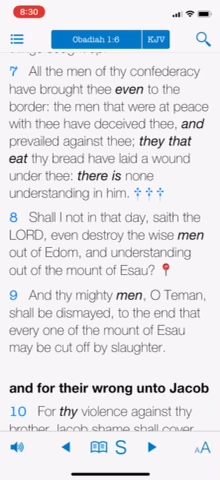 8:30
Obadiah 1:6 KJV
7 All the men of thy confederacy
have brought thee even to the
border: the men that were at peace
with thee have deceived thee, and
prevailed against thee; they that
eat thy bread have laid a wound
under thee: there is none
understanding in him.
8 Shall I not in that day, saith the
LORD, even destroy the wise men
out of Edom, and understanding
out of the mount of Esau?
9 And thy mighty men, O Teman,
shall be dismayed, to the end that
every one of the mount of Esau
may be cut off by slaughter.
and for their wrong unto Jacob
10 For thy violence against thy
brother Jacob shame shall cover
S
AA